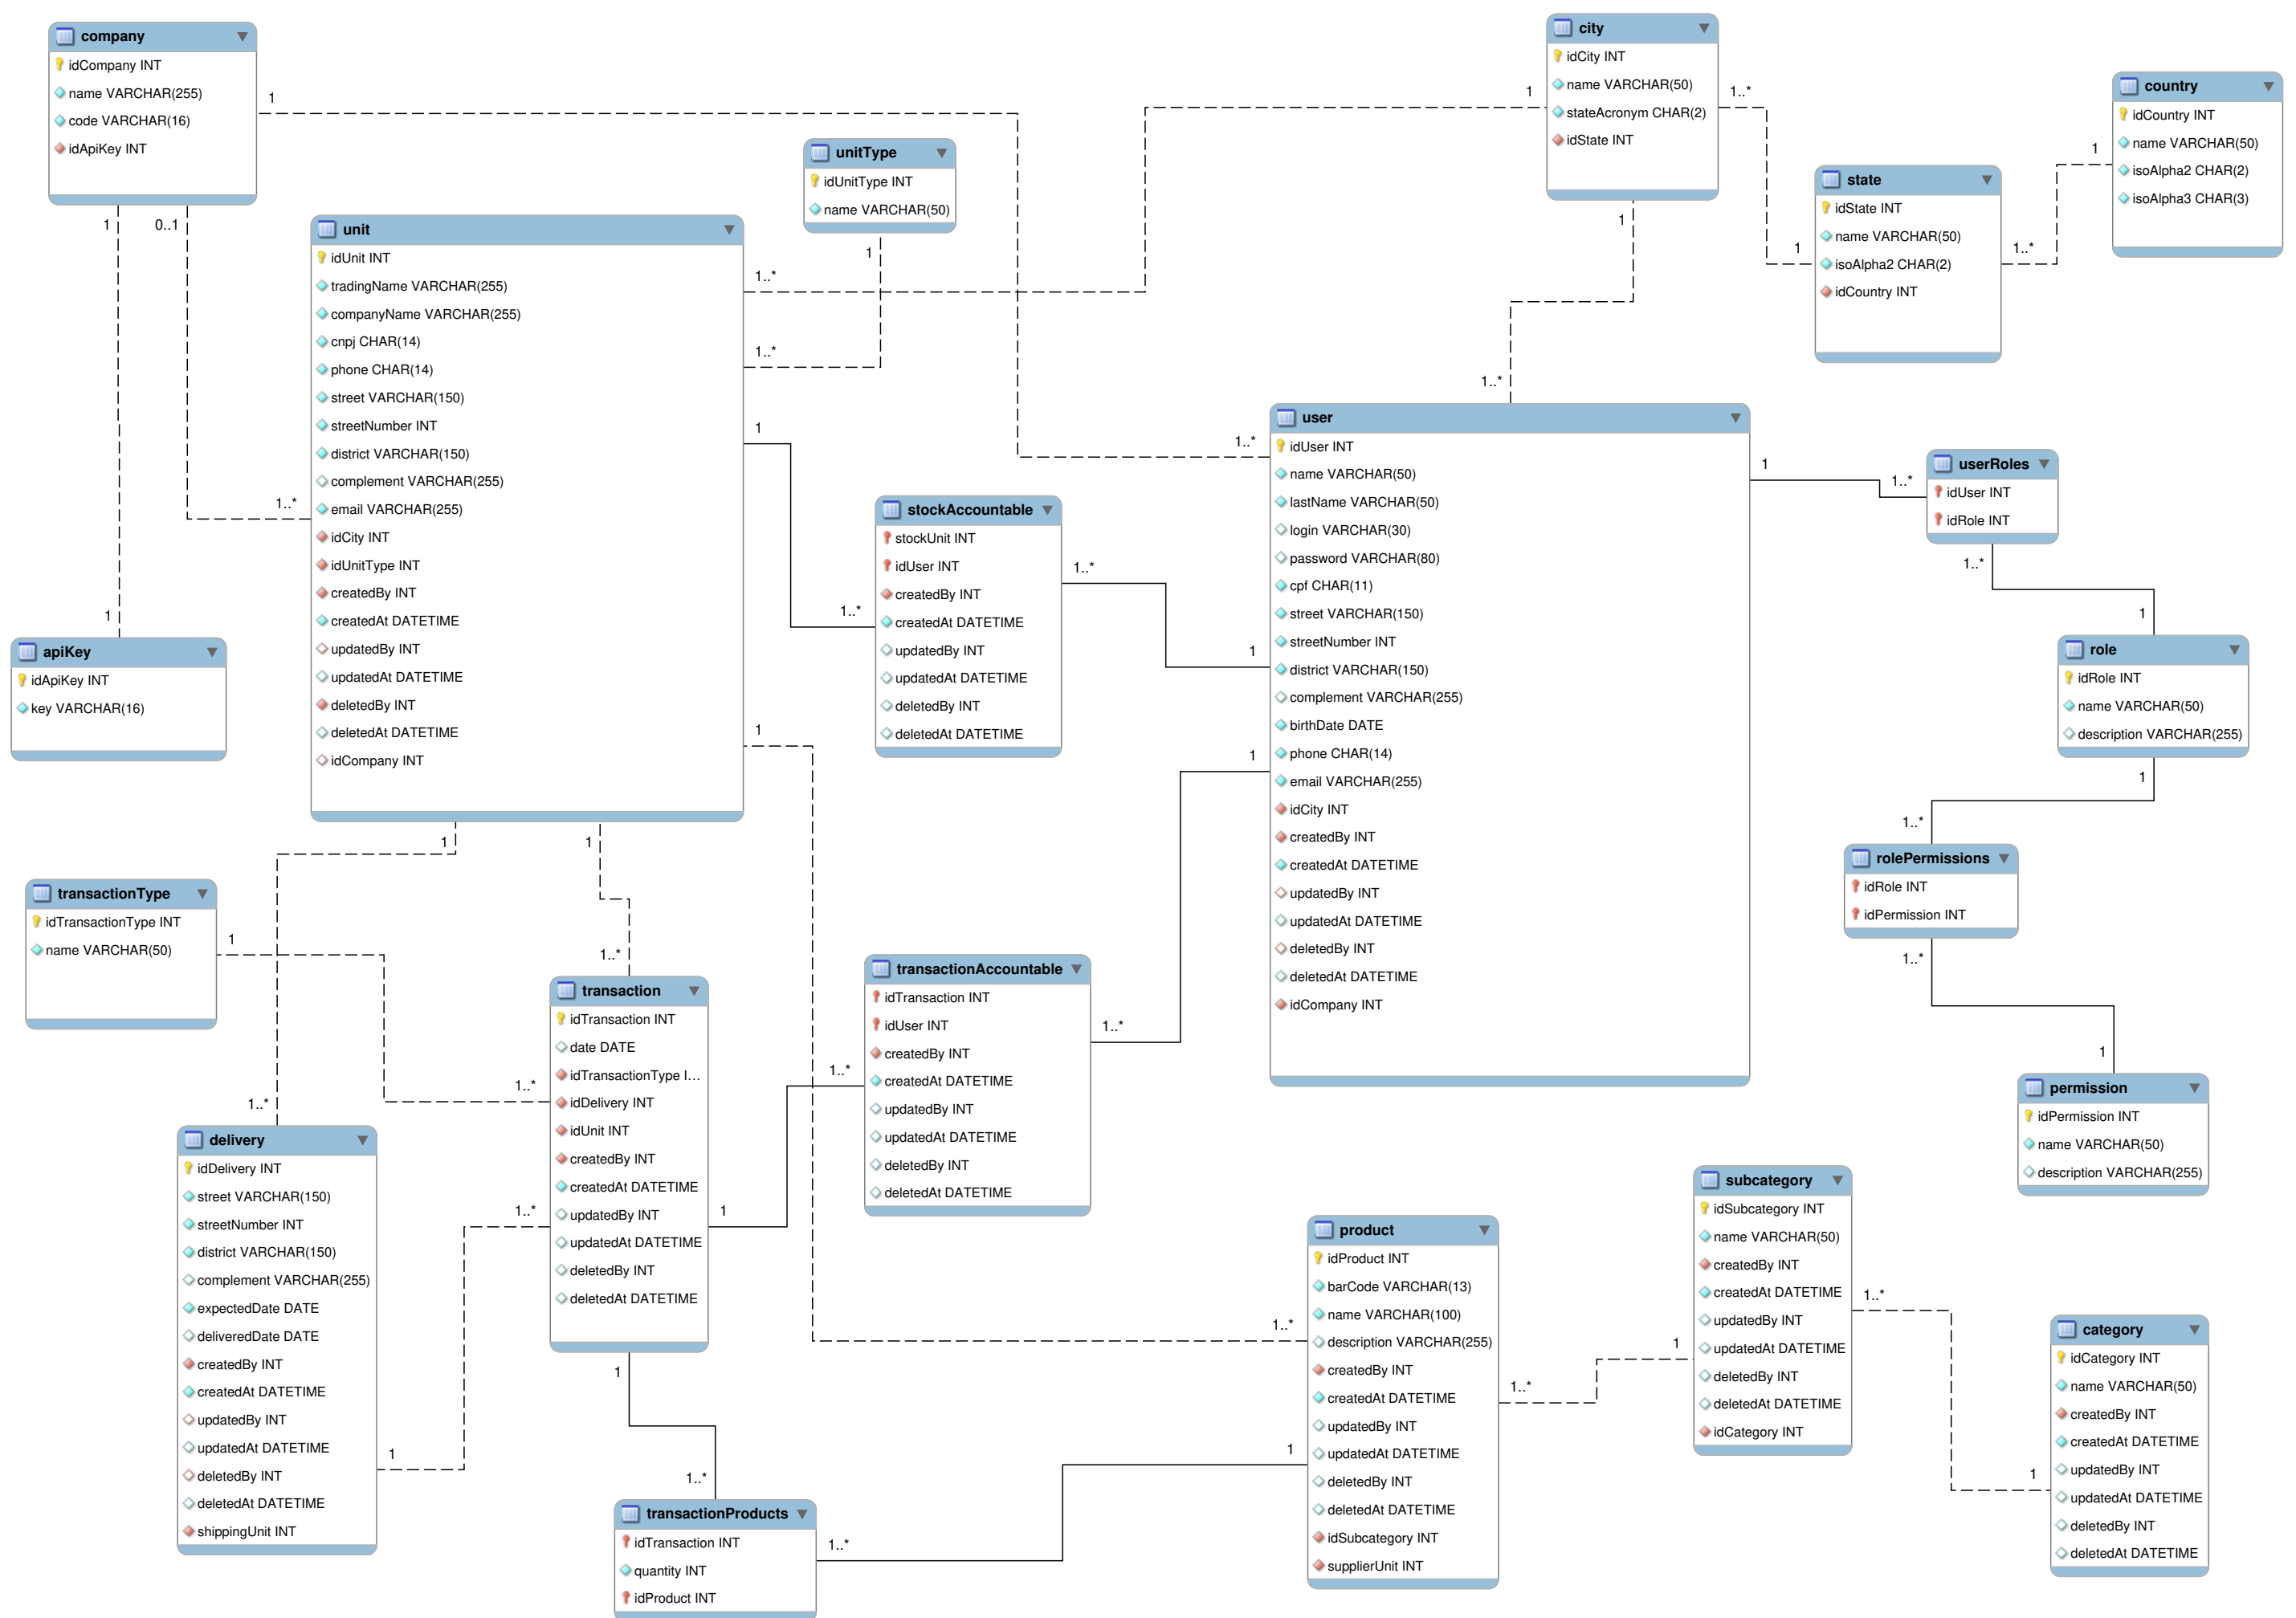 company
idCompany INT
name VARCHAR(255)
code VARCHAR(16)
idApiKey INT
1
1
0..1
city
idCity INT
name VARCHAR(50)
stateAcronym CHAR(2)
idState INT
1
1..*
1
country
idCountry INT
name VARCHAR(50)
isoAlpha2 CHAR(2)
isoAlpha3 CHAR(3)
1
state
idState INT
name VARCHAR(50)
isoAlpha2 CHAR(2)
idCountry INT
1
1..*
unitType
idUnitType INT
name VARCHAR(50)
1
unit
idUnit INT
tradingName VARCHAR(255)
companyName VARCHAR(255)
cnpj CHAR(14)
phone CHAR(14)
street VARCHAR(150)
streetNumber INT
district VARCHAR(150)
complement VARCHAR(255)
email VARCHAR(255)
idCity INT
idUnitType INT
createdBy INT
createdAt DATETIME
updatedBy INT
updatedAt DATETIME
deletedBy INT
deletedAt DATETIME
idCompany INT
1..*
1..*
1
1..*
1
1
1
user
idUser INT
name VARCHAR(50)
lastName VARCHAR(50)
login VARCHAR(30)
password VARCHAR(80)
cpf CHAR(11)
street VARCHAR(150)
streetNumber INT
district VARCHAR(150)
complement VARCHAR(255)
birthDate DATE
phone CHAR(14)
email VARCHAR(255)
idCity INT
createdBy INT
createdAt DATETIME
updatedBy INT
updatedAt DATETIME
deletedBy INT
deletedAt DATETIME
idCompany INT
1..*
1..*
1
1
1
userRoles
idUser INT
idRole INT
1..*
1..*
stockAccountable
stockUnit INT
idUser INT
createdBy INT
createdAt DATETIME
updatedBy INT
updatedAt DATETIME
deletedBy INT
deletedAt DATETIME
1..*
1..*
apiKey
idApiKey INT
key VARCHAR(16)
1
role
idRole INT
name VARCHAR(50)
description VARCHAR(255)
1
1
rolePermissions
idRole INT
idPermission INT
1..*
1..*
transactionType
idTransactionType INT
name VARCHAR(50)
1
transaction
idTransaction INT
date DATE
idTransactionType I...
idDelivery INT
idUnit INT
createdBy INT
createdAt DATETIME
updatedBy INT
updatedAt DATETIME
deletedBy INT
deletedAt DATETIME
1..*
1..*
1..*
1
1
transactionAccountable
idTransaction INT
idUser INT
createdBy INT
createdAt DATETIME
updatedBy INT
updatedAt DATETIME
deletedBy INT
deletedAt DATETIME
1..*
1..*
permission
idPermission INT
name VARCHAR(50)
description VARCHAR(255)
1
delivery
idDelivery INT
street VARCHAR(150)
streetNumber INT
district VARCHAR(150)
complement VARCHAR(255)
expectedDate DATE
deliveredDate DATE
createdBy INT
createdAt DATETIME
updatedBy INT
updatedAt DATETIME
deletedBy INT
deletedAt DATETIME
shippingUnit INT
1..*
1
product
idProduct INT
barCode VARCHAR(13)
name VARCHAR(100)
description VARCHAR(255)
createdBy INT
createdAt DATETIME
updatedBy INT
updatedAt DATETIME
deletedBy INT
deletedAt DATETIME
idSubcategory INT
supplierUnit INT
1..*
1..*
1
subcategory
idSubcategory INT
name VARCHAR(50)
createdBy INT
createdAt DATETIME
updatedBy INT
updatedAt DATETIME
deletedBy INT
deletedAt DATETIME
idCategory INT
1
1..*
category
idCategory INT
name VARCHAR(50)
createdBy INT
createdAt DATETIME
updatedBy INT
updatedAt DATETIME
deletedBy INT
deletedAt DATETIME
1
transactionProducts
idTransaction INT
quantity INT
idProduct INT
1..*
1..*